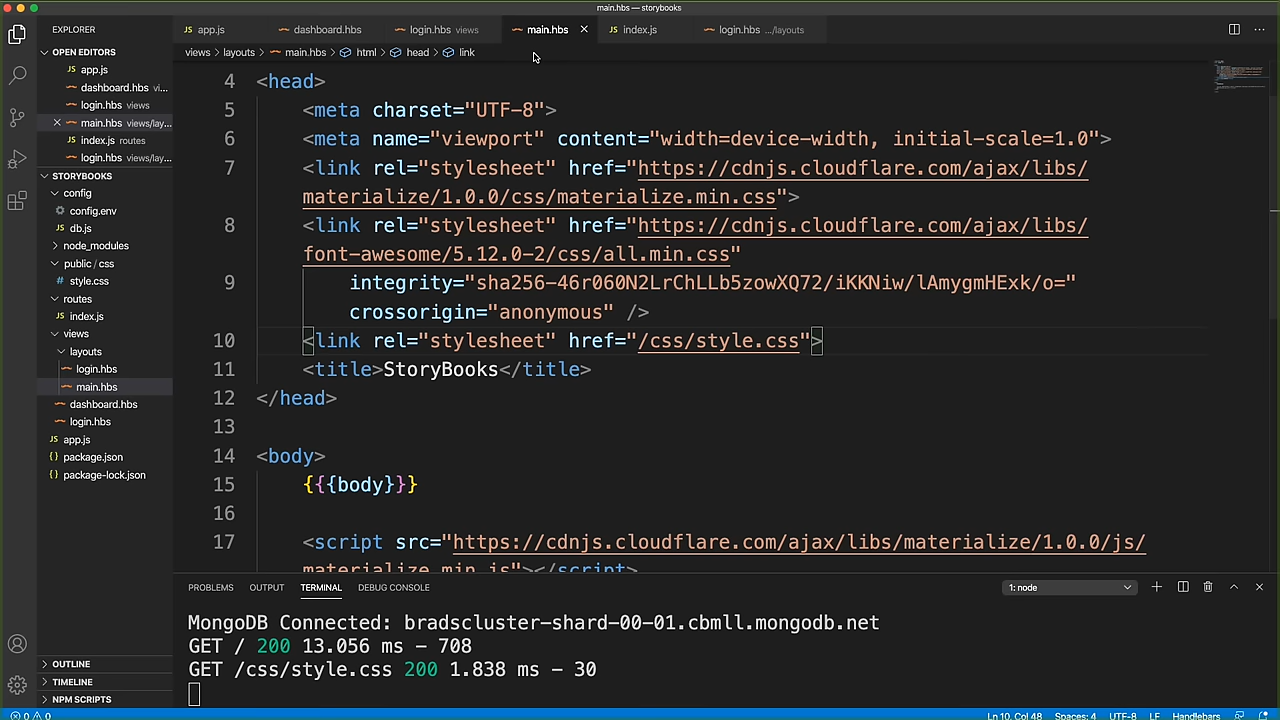 main.hbs — storybooks
EXPLORER
app.js
dashboard.hbs
login.hbs views
main.hbs
index.js
login.hbs .../layouts
views > layouts > main.hbs > html > head > link
OPEN EDITORS
app.js
dashboard.hbs vi...
login.hbs views
main.hbs views/lay...
index.js routes
login.hbs views/lay...
STORYBOOKS
config
config.env
db.js
node_modules
public / css
style.css
routes
index.js
views
layouts
login.hbs
main.hbs
dashboard.hbs
login.hbs
app.js
package.json
package-lock.json
OUTLINE
TIMELINE
NPM SCRIPTS
4 <head>
5 <meta charset="UTF-8">
6 <meta name="viewport" content="width=device-width, initial-scale=1.0">
7 <link rel="stylesheet" href="https://cdnjs.cloudflare.com/ajax/libs/
materialize/1.0.0/css/materialize.min.css">
8 <link rel="stylesheet" href="https://cdnjs.cloudflare.com/ajax/libs/
font-awesome/5.12.0-2/css/all.min.css"
9 integrity="sha256-46r060N2LrChLLb5zowXQ72/iKKNiw/lAmygmHExk/o="
crossorigin="anonymous" />
10 <link rel="stylesheet" href="/css/style.css">
11 <title>StoryBooks</title>
12 </head>
13
14 <body>
15 {{{body}}}
16
17 <script src="https://cdnjs.cloudflare.com/ajax/libs/materialize/1.0.0/js/
materialize.min.js"></script>
PROBLEMS OUTPUT TERMINAL DEBUG CONSOLE
1: node
MongoDB Connected: bradscluster-shard-00-01.cbmll.mongodb.net
GET / 200 13.056 ms - 708
GET /css/style.css 200 1.838 ms - 30
0 0
Ln 10, Col 48 Spaces: 4 UTF-8 LF Handlebars